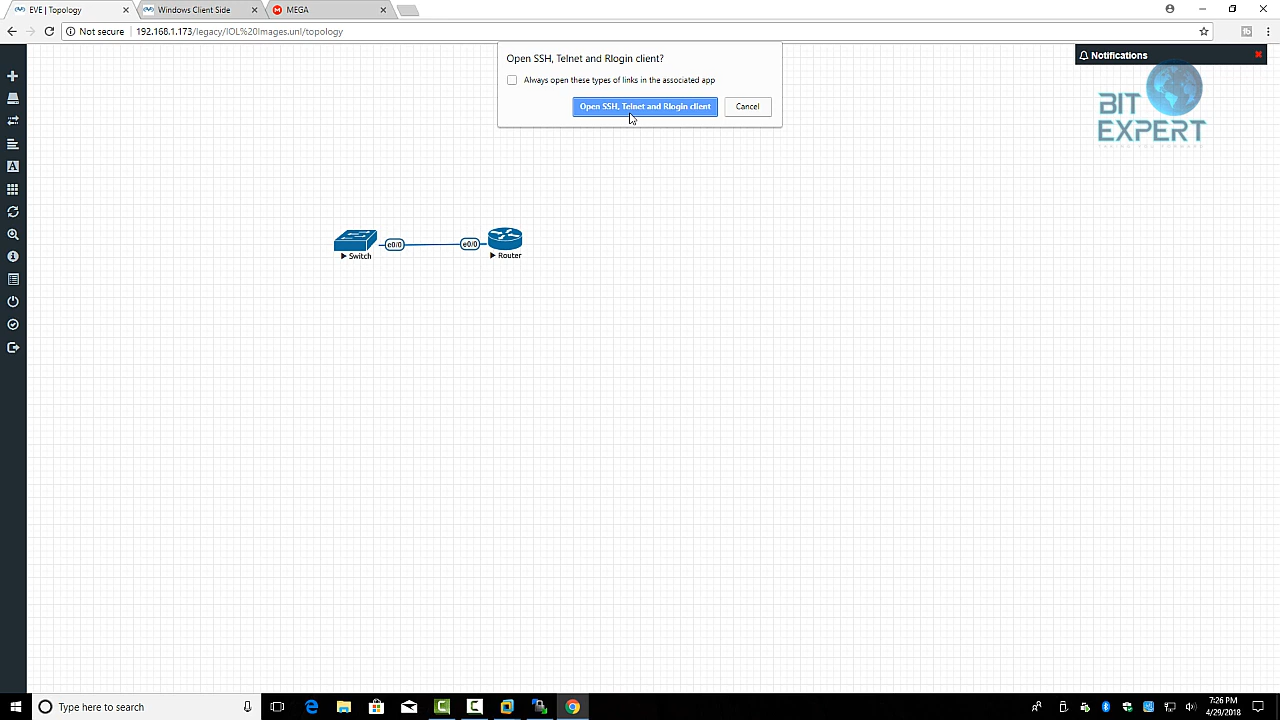 EVE | Topology
Windows Client Side
MEGA
Not secure
192.168.1.173/legacy/IOL%20Images.unl/topology
Open SSH, Telnet and Rlogin client?
Always open these types of links in the associated app
Open SSH, Telnet and Rlogin client
Cancel
Notifications
BIT
EXPERT
e0/0
e0/0
Switch
Router
Type here to search
7:26 PM
4/29/2018